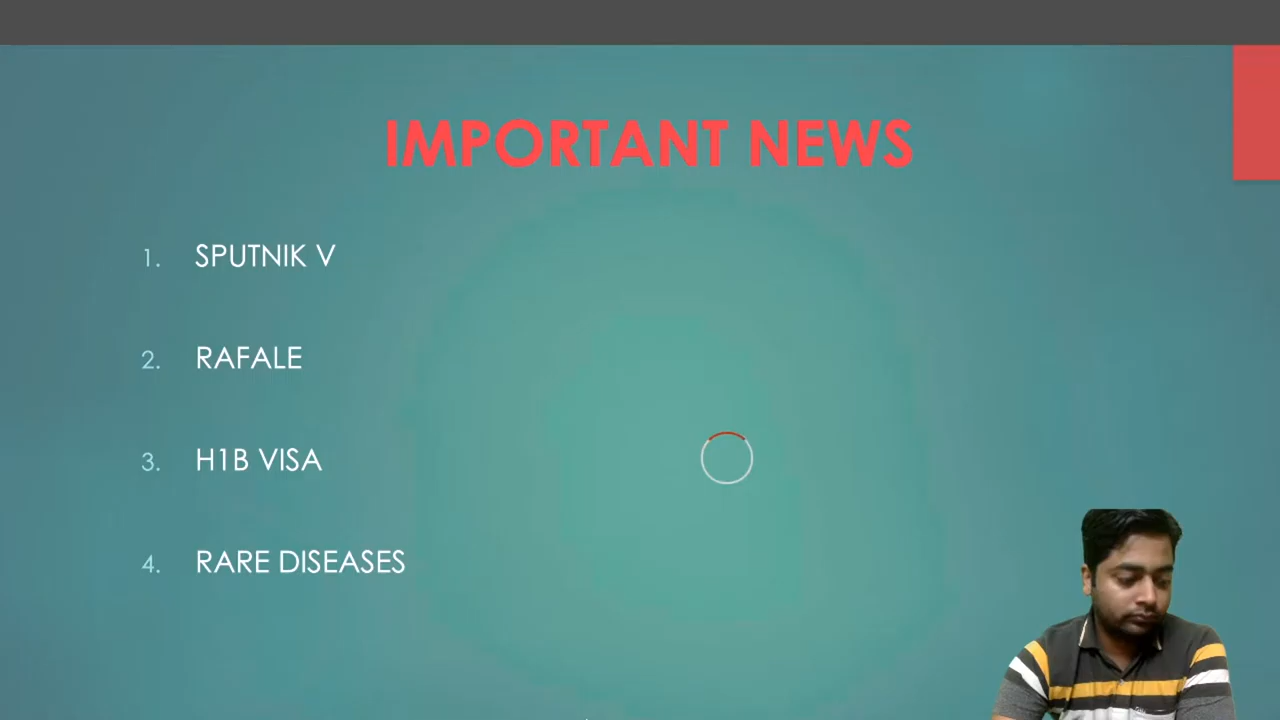 IMPORTANT NEWS
1. SPUTNIK V
2. RAFALE
3. H1B VISA
4. RARE DISEASES